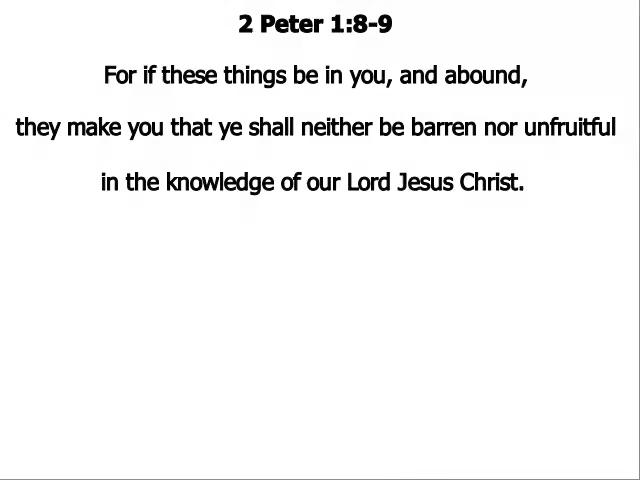 2 Peter 1:8-9
For if these things be in you, and abound,
they make you that ye shall neither be barren nor unfruitful
in the knowledge of our Lord Jesus Christ.